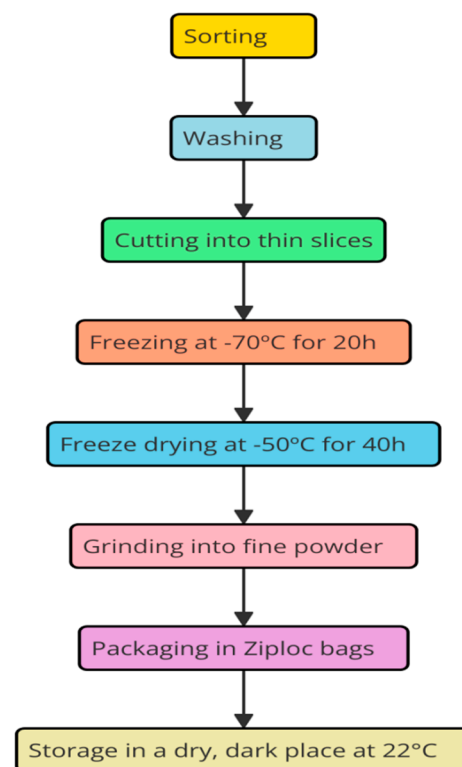 Sorting
Washing
Cutting into thin slices
Freezing at -70°C for 20h
Freeze drying at -50°C for 40h
Grinding into fine powder
Packaging in Ziploc bags
Storage in a dry, dark place at 22°C